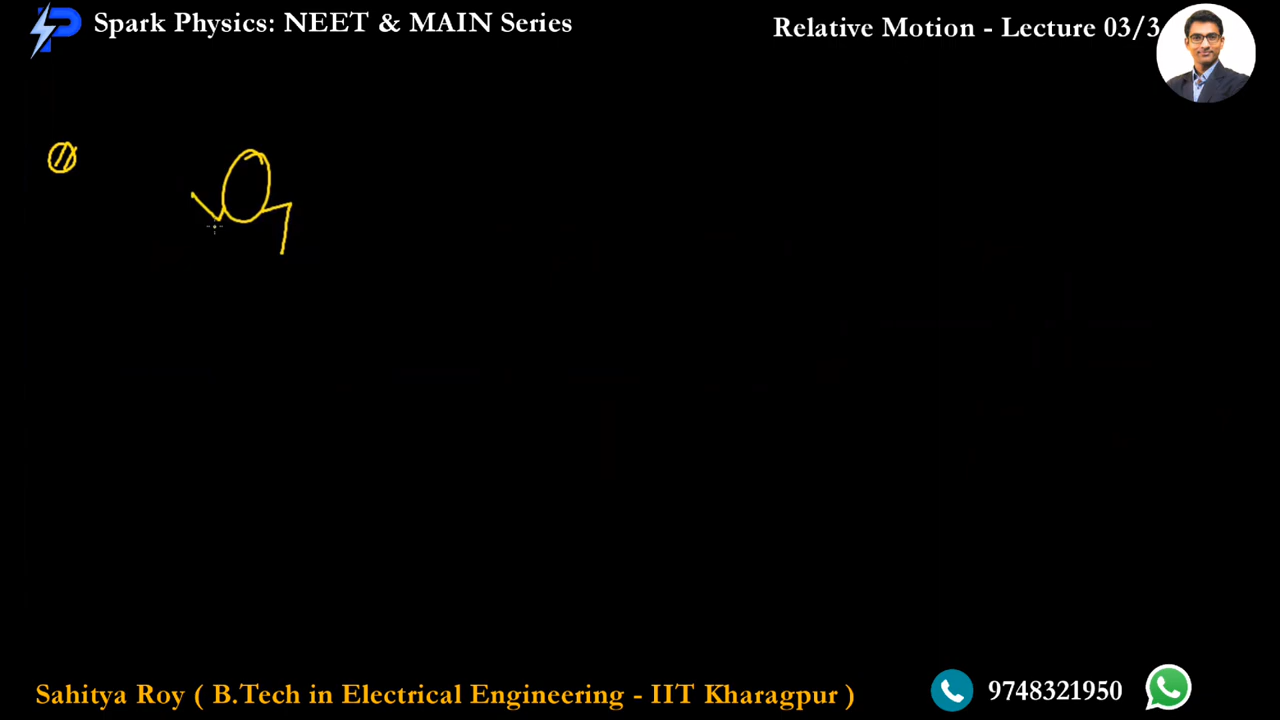 Spark Physics: NEET & MAIN Series
Relative Motion - Lecture 03/3
Sahitya Roy ( B.Tech in Electrical Engineering - IIT Kharagpur )
9748321950